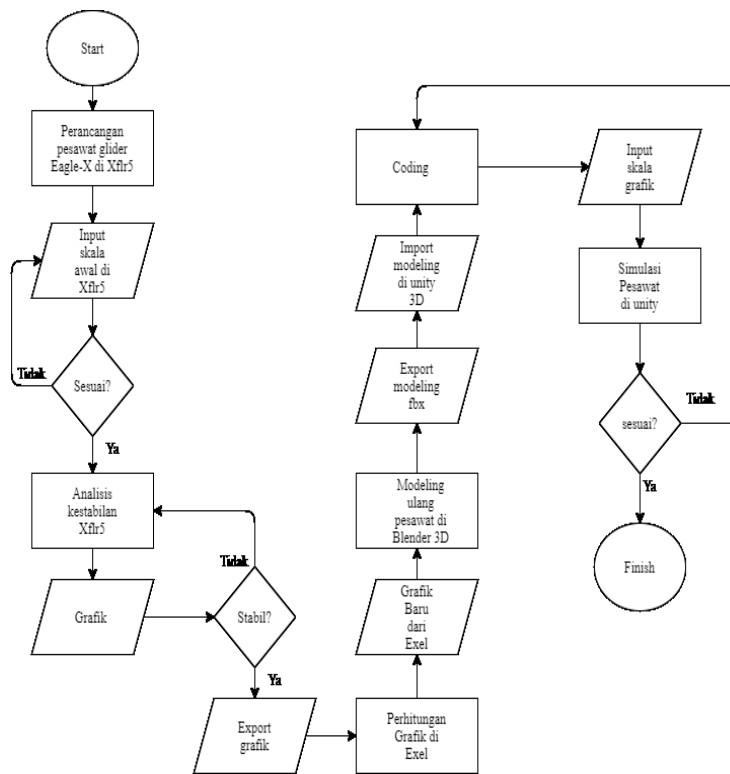 Start
Perancangan
pesawat glider
Eagle-X di Xflr5
Input
skala
awal di
Xflr5
Tidak
Sesuai?
Ya
Analisis
kestabilan
Xflr5
Grafik
Tidak
Stabil?
Ya
Export
grafik
Perhitungan
Grafik di
Exel
Grafik
Baru
dari
Exel
Modeling
ulang
pesawat di
Blender 3D
Export
modeling
fbx
Import
modeling
di unity
3D
Coding
Input
skala
grafik
Simulasi
Pesawat
di unity
sesuai?
Tidak
Ya
Finish